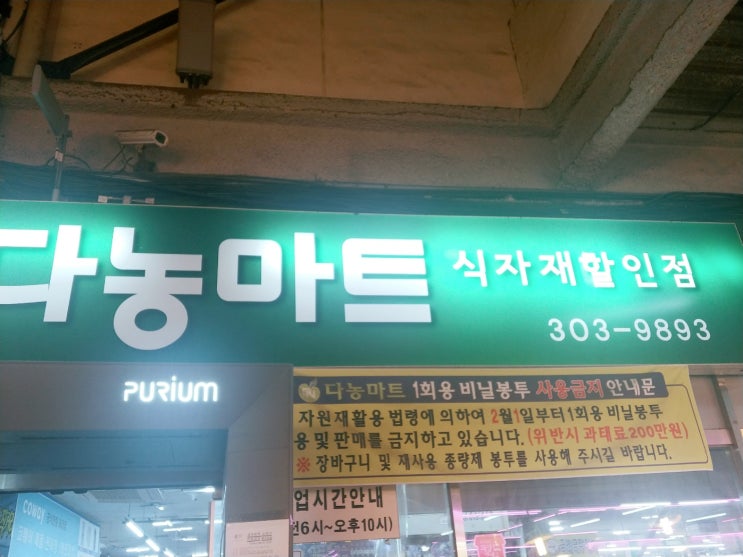 다농마트 식자재할인점
303-9893
PURIUM
다농마트 1회용 비닐봉투 사용금지 안내문
자원재활용 법령에 의하여 2월1일부터 1회용 비닐봉투
용 및 판매를 금지하고 있습니다. (위반시 과태료200만원)
※ 장바구니 및 재사용 종량제 봉투를 사용해 주시길 바랍니다.
업시간안내
전6시~오후10시)
COWAY